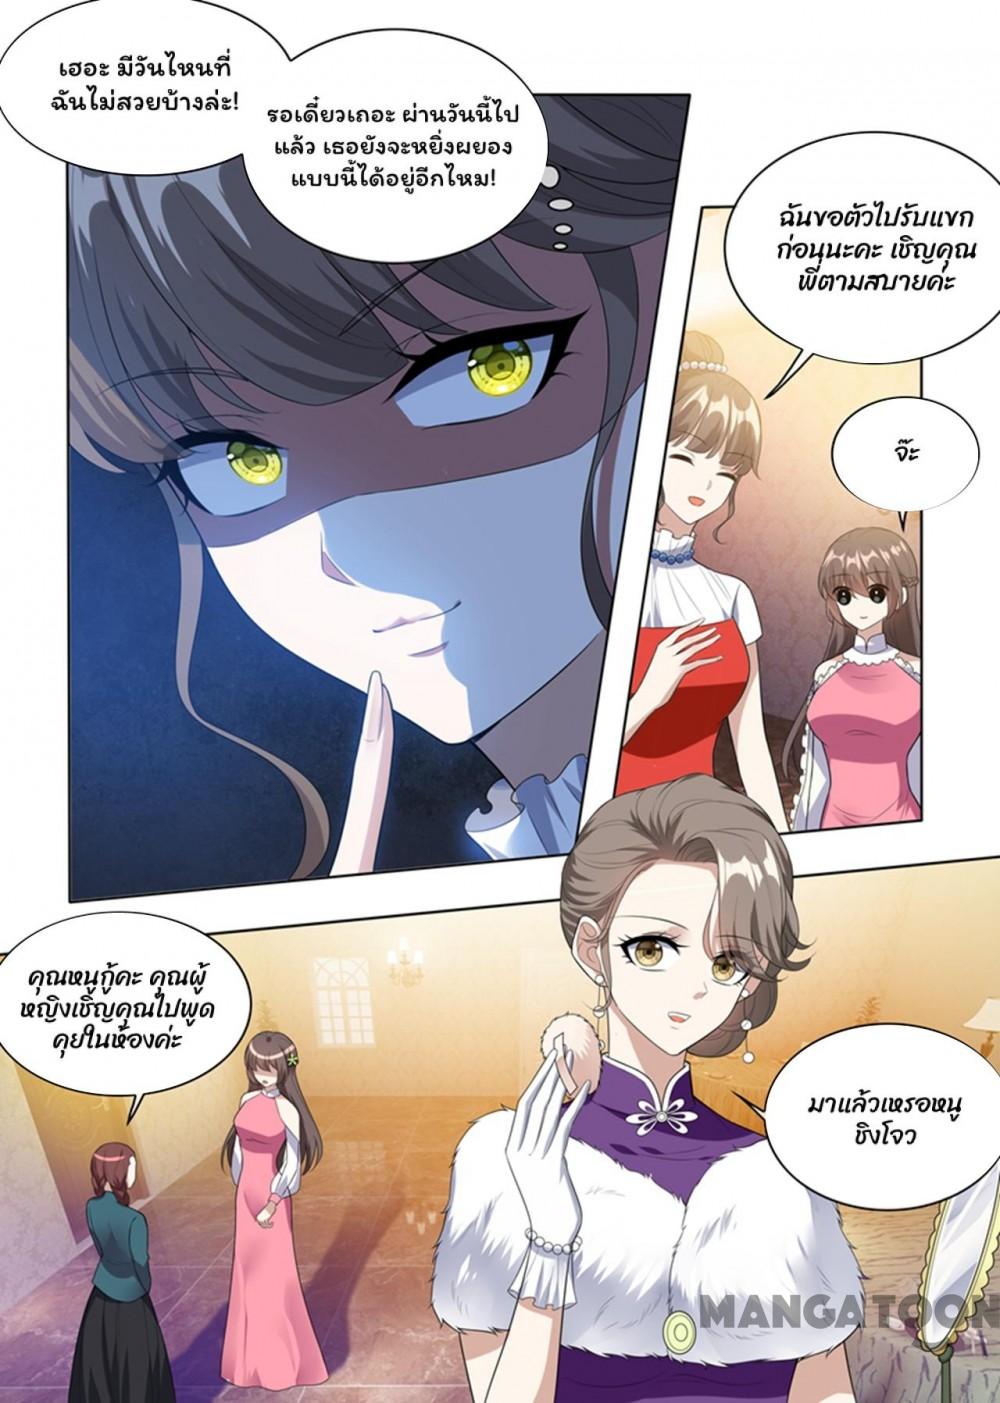 เฮอะ มีวันไหนที่
ฉันไม่สวยบ้างล่ะ!
รอเดี๋ยวเถอะ ผ่านวันนี้ไป
แล้ว เธอยังจะหยิ่งผยอง
แบบนี้ได้อยู่อีกไหม!
ฉันขอตัวไปรับแขก
ก่อนนะคะ เชิญคุณ
พี่ตามสบายค่ะ
จ๊ะ
คุณหนูกู้คะ คุณผู้
หญิงเชิญคุณไปพูด
คุยในห้องค่ะ
มาแล้วเหรอหนู
ชิงโจว
MANGATOON